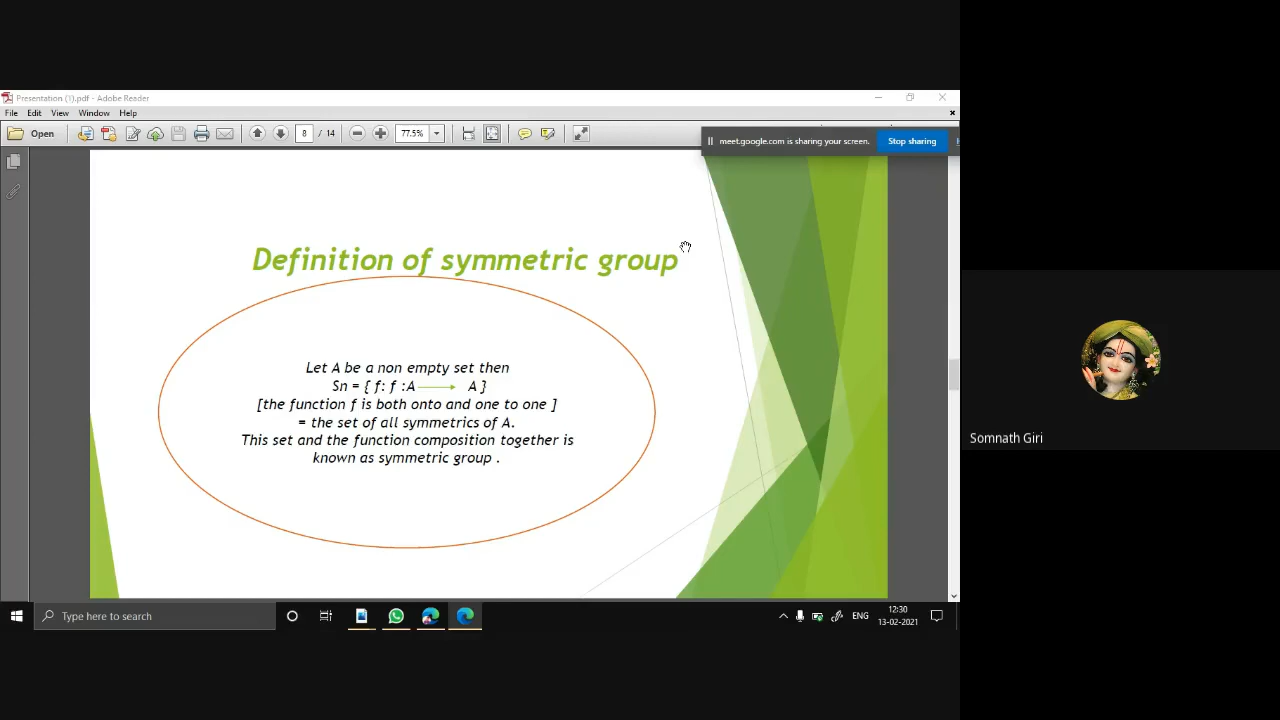 Presentation (1).pdf - Adobe Reader
File Edit View Window Help
Open 8 / 14 77.5%
meet.google.com is sharing your screen. Stop sharing
Definition of symmetric group
Let A be a non empty set then
Sn = { f: f :A A }
[the function f is both onto and one to one ]
= the set of all symmetrics of A.
This set and the function composition together is
known as symmetric group .
Somnath Giri
Type here to search
ENG
12:30
13-02-2021